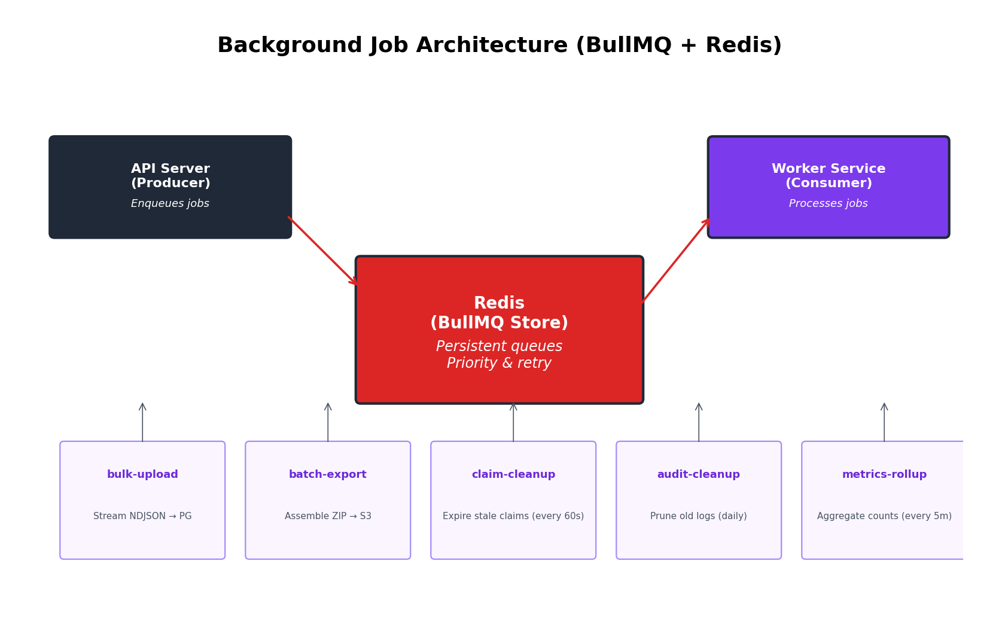 Background Job Architecture (BullMQ + Redis)
API Server
(Producer)
Enqueues jobs
Worker Service
(Consumer)
Processes jobs
Redis
(BullMQ Store)
Persistent queues
Priority & retry
bulk-upload
Stream NDJSON → PG
batch-export
Assemble ZIP → S3
claim-cleanup
Expire stale claims (every 60s)
audit-cleanup
Prune old logs (daily)
metrics-rollup
Aggregate counts (every 5m)